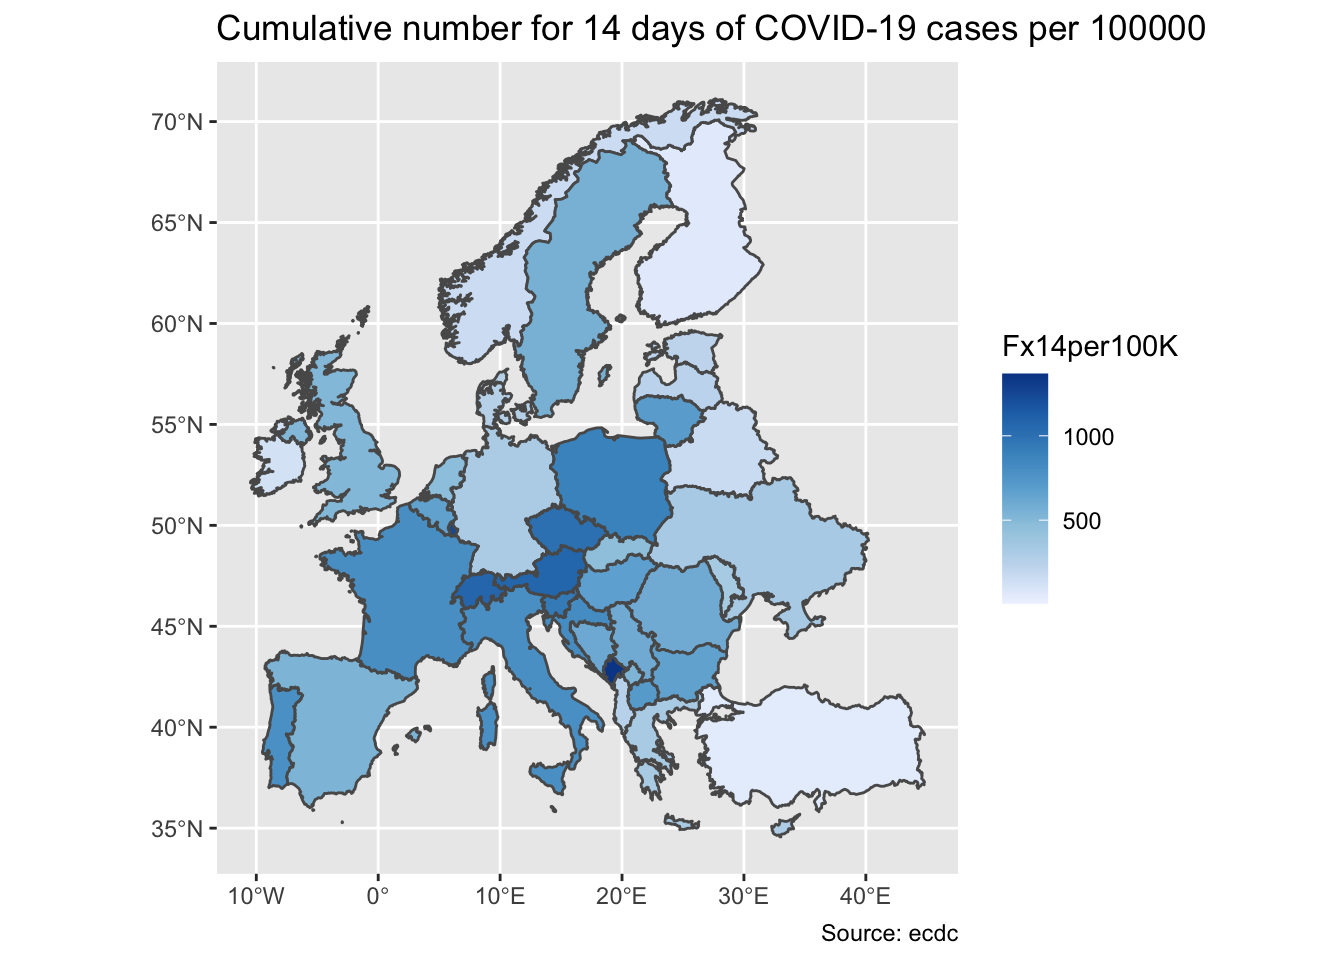 Cumulative number for 14 days of COVID-19 cases per 100000
70°N
65°N
60°N
55°N
50°N
45°N
40°N
35°N
10°W 0° 10°E 20°E 30°E 40°E
Fx14per100K
1000
500
Source: ecdc